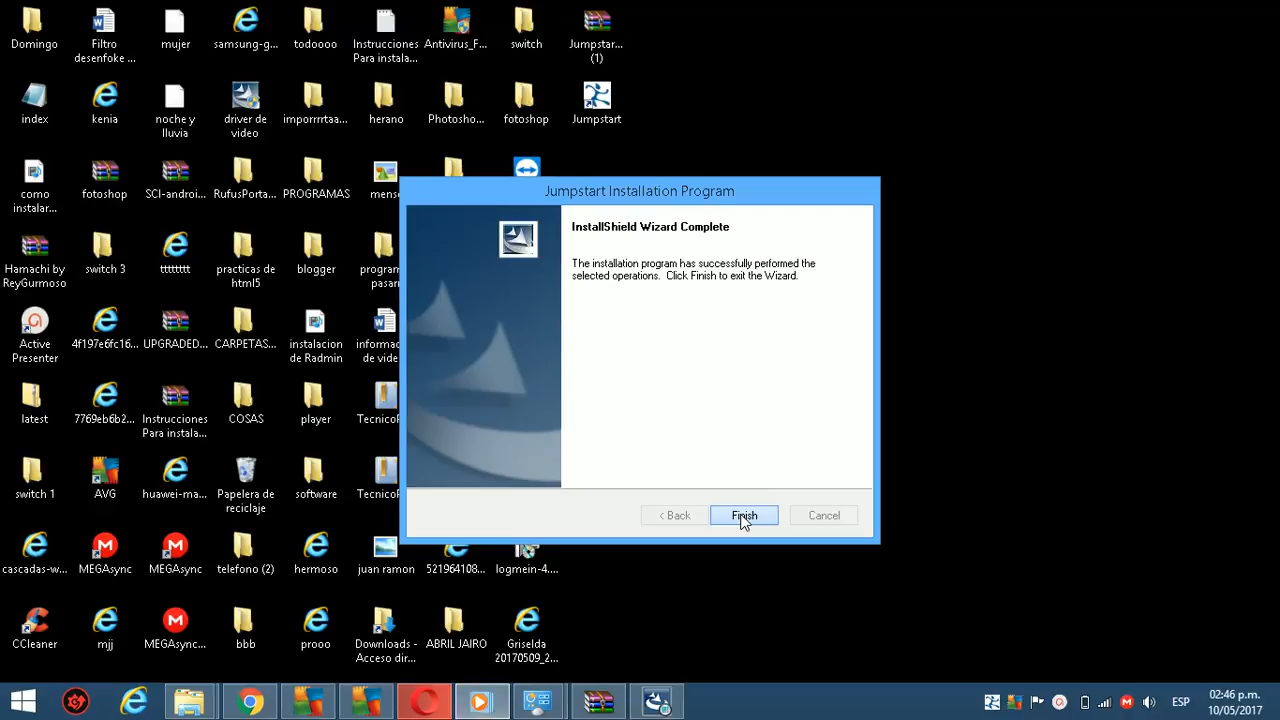 Domingo
Filtro
desenfoke ...
mujer
samsung-g...
todoooo
Instrucciones
Para instala...
Antivirus_F...
switch
Jumpstar...
(1)
index
kenia
noche y
lluvia
driver de
video
imporrrtaa...
herano
Photosho...
fotoshop
Jumpstart
como
instalar...
fotoshop
SCI-androi...
RufusPorta...
PROGRAMAS
mens
Jumpstart Installation Program
InstallShield Wizard Complete
The installation program has successfully performed the
selected operations. Click Finish to exit the Wizard.
< Back
Finish
Cancel
Hamachi by
ReyGurmoso
switch 3
tttttttt
practicas de
html5
blogger
program
pasar
Active
Presenter
4f197e6fc16...
UPGRADED...
CARPETAS...
instalacion
de Radmin
informac
de vide
latest
7769eb6b2...
Instrucciones
Para instala...
COSAS
player
TecnicoP
switch 1
AVG
huawei-ma...
Papelera de
reciclaje
software
TecnicoP
cascadas-w...
MEGAsync
MEGAsync
telefono (2)
hermoso
juan ramon
521964108...
logmein-4....
CCleaner
mjj
MEGAsync...
bbb
prooo
Downloads -
Acceso dir...
ABRIL JAIRO
Griselda
20170509_2...
ESP
02:46 p.m.
10/05/2017